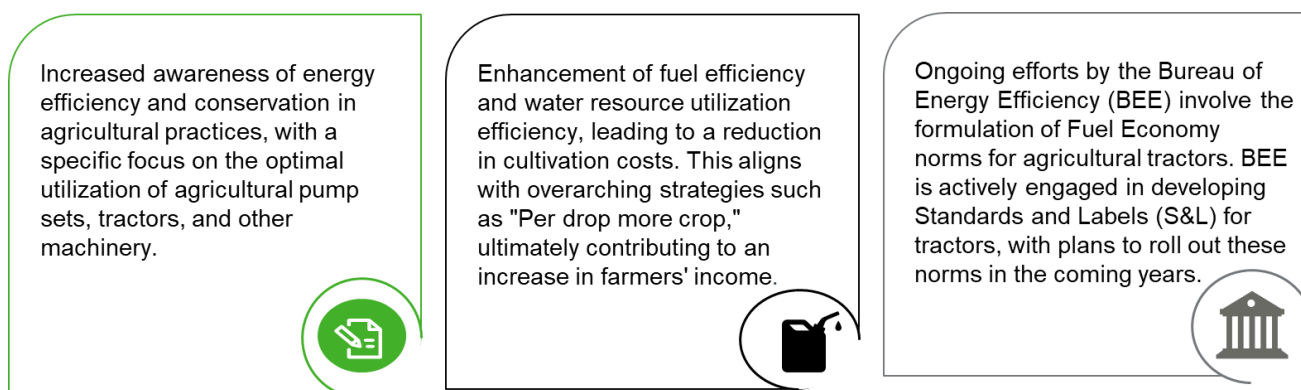 Increased awareness of energy
efficiency and conservation in
agricultural practices, with a
specific focus on the optimal
utilization of agricultural pump
sets, tractors, and other
machinery.
Enhancement of fuel efficiency
and water resource utilization
efficiency, leading to a reduction
in cultivation costs. This aligns
with overarching strategies such
as "Per drop more crop,"
ultimately contributing to an
increase in farmers' income.
Ongoing efforts by the Bureau of
Energy Efficiency (BEE) involve the
formulation of Fuel Economy
norms for agricultural tractors. BEE
is actively engaged in developing
Standards and Labels (S&L) for
tractors, with plans to roll out these
norms in the coming years.